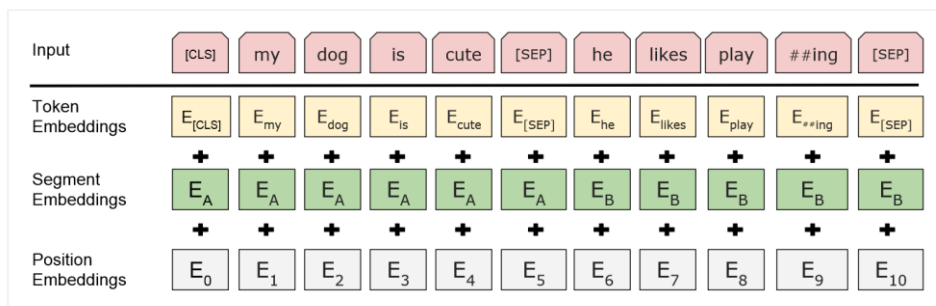 Input [CLS] my dog is cute [SEP] he likes play ##ing [SEP]
Token
Embeddings
E[CLS] Emy Edog Eis Ecute E[SEP] Ehe Elikes Eplay E##ing E[SEP]
+ + + + + + + + + + +
Segment
Embeddings
EA EA EA EA EA EA EB EB EB EB EB
+ + + + + + + + + + +
Position
Embeddings
E0 E1 E2 E3 E4 E5 E6 E7 E8 E9 E10